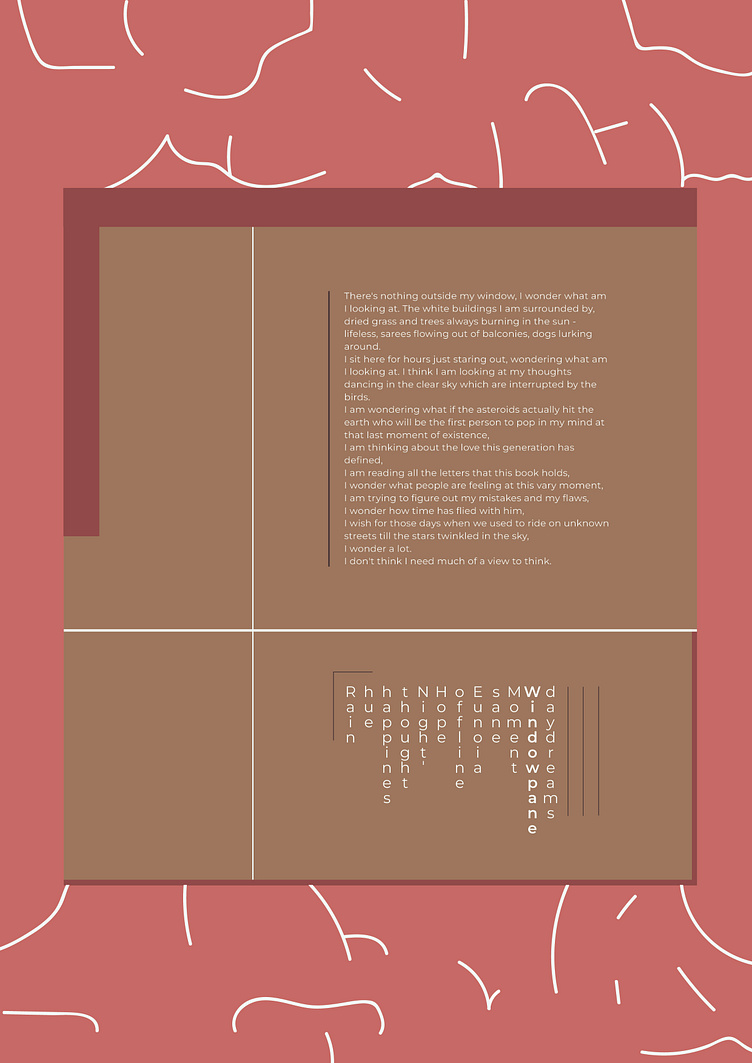 There's nothing outside my window, I wonder what am
I looking at. The white buildings I am surrounded by,
dried grass and trees always burning in the sun -
lifeless, sarees flowing out of balconies, dogs lurking
around.
I sit here for hours just staring out, wondering what am
I looking at. I think I am looking at my thoughts
dancing in the clear sky which are interrupted by the
birds.
I am wondering what if the asteroids actually hit the
earth who will be the first person to pop in my mind at
that last moment of existence,
I am thinking about the love this generation has
defined,
I am reading all the letters that this book holds,
I wonder what people are feeling at this vary moment,
I am trying to figure out my mistakes and my flaws,
I wonder how time has flied with him,
I wish for those days when we used to ride on unknown
streets till the stars twinkled in the sky,
I wonder a lot.
I don't think I need much of a view to think.
Rain
hue
happines
thought
Night'
Hope
offline
Eunoia
sane
Moment
Windowpane
daydreams